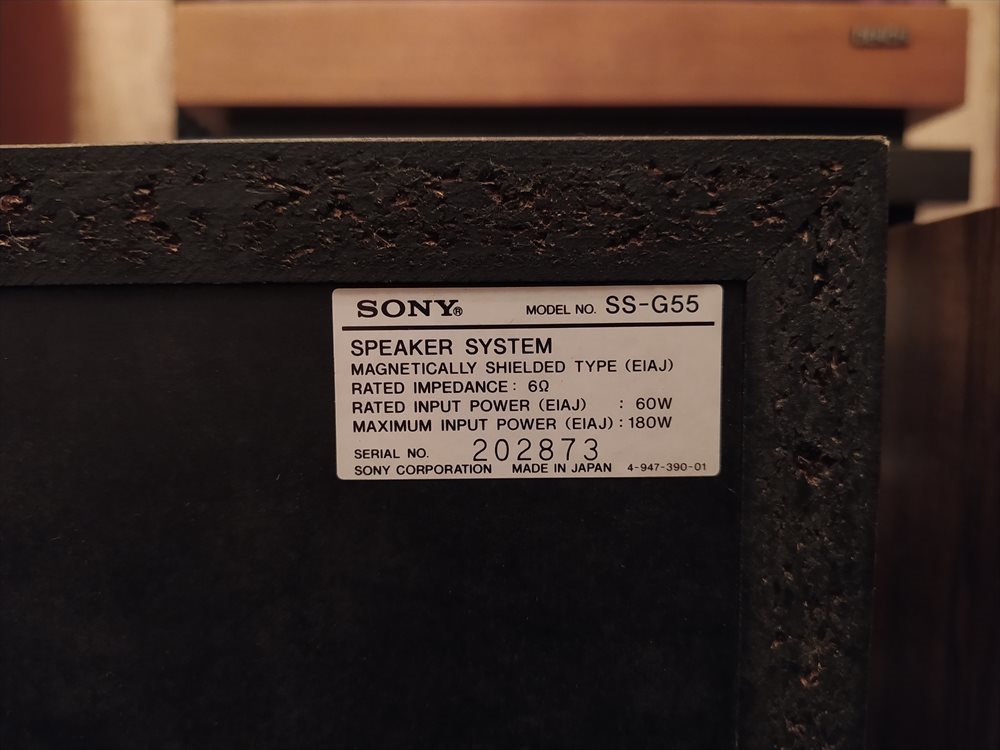 SONY® MODEL NO. SS-G55
SPEAKER SYSTEM
MAGNETICALLY SHIELDED TYPE (EIAJ)
RATED IMPEDANCE : 6Ω
RATED INPUT POWER (EIAJ) : 60W
MAXIMUM INPUT POWER (EIAJ) : 180W
SERIAL NO. 202873
SONY CORPORATION MADE IN JAPAN 4-947-390-01